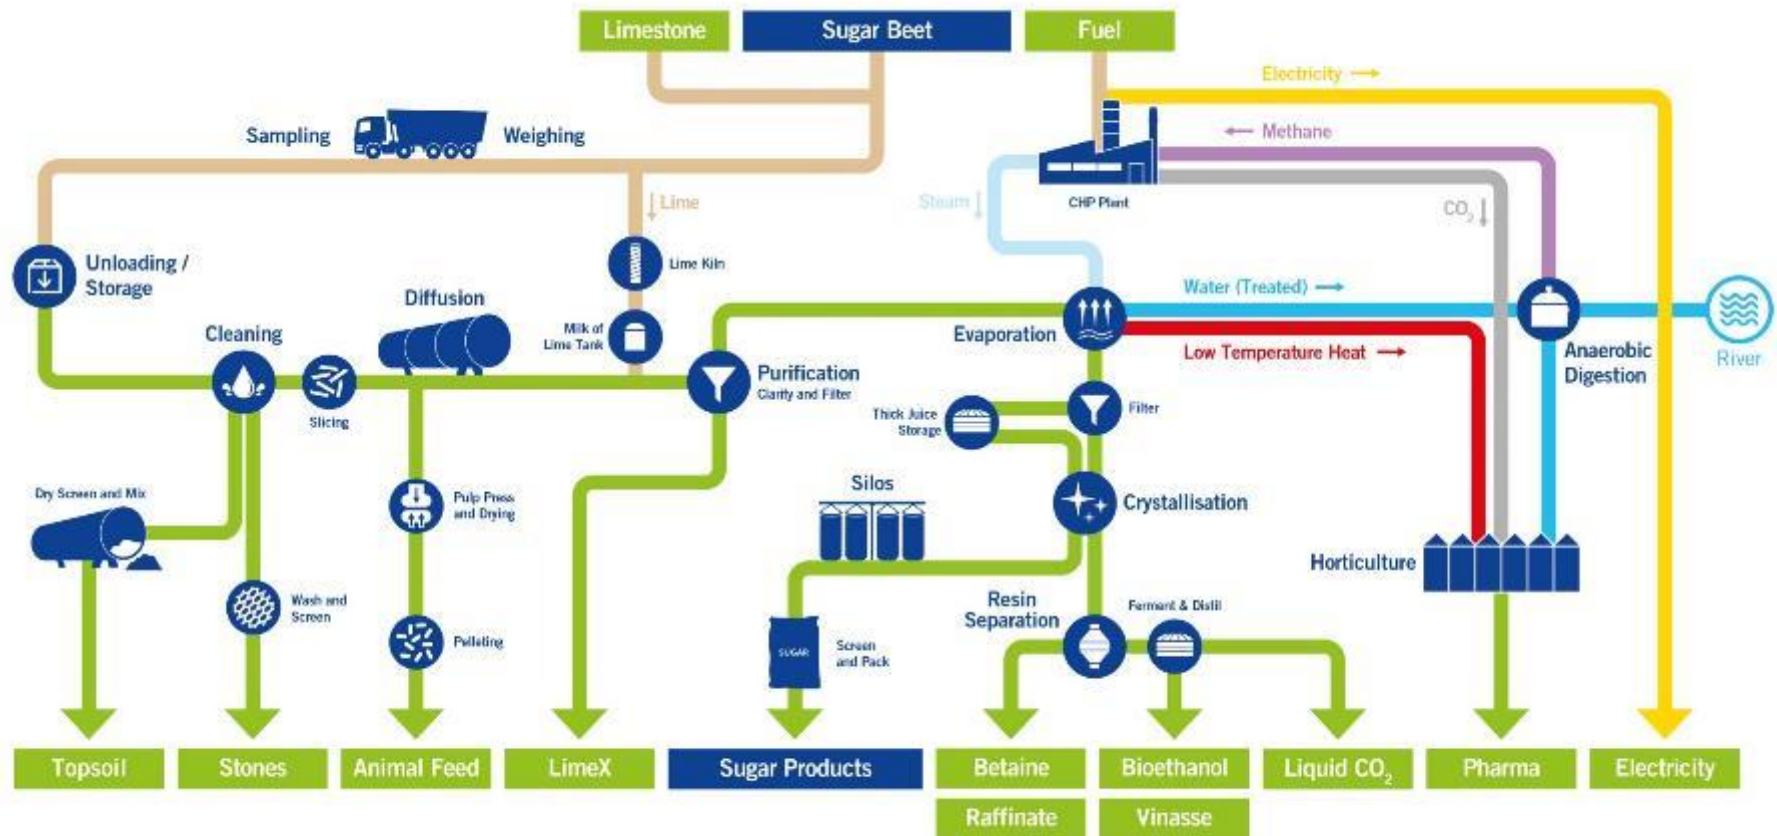 Limestone
Sugar Beet
Fuel
Electricity →
Sampling
Weighing
← Methane
Steam ↓
CHP Plant
CO₂ ↓
↓ Lime
Unloading /
Storage
Lime Kiln
Diffusion
Water (Treated) →
Cleaning
Milk of
Lime Tank
Evaporation
Low Temperature Heat →
Anaerobic
Digestion
River
Purification
Clarity and Filter
Slicing
Thick Juice
Storage
Filter
Dry Screen and Mix
Pulp Press
and Drying
Silos
Crystallisation
Horticulture
Wash and
Screen
Pelleting
Resin
Separation
Ferment & Distil
SUGAR
Screen
and Pack
Topsoil
Stones
Animal Feed
LimeX
Sugar Products
Betaine
Bioethanol
Liquid CO₂
Pharma
Electricity
Raffinate
Vinasse